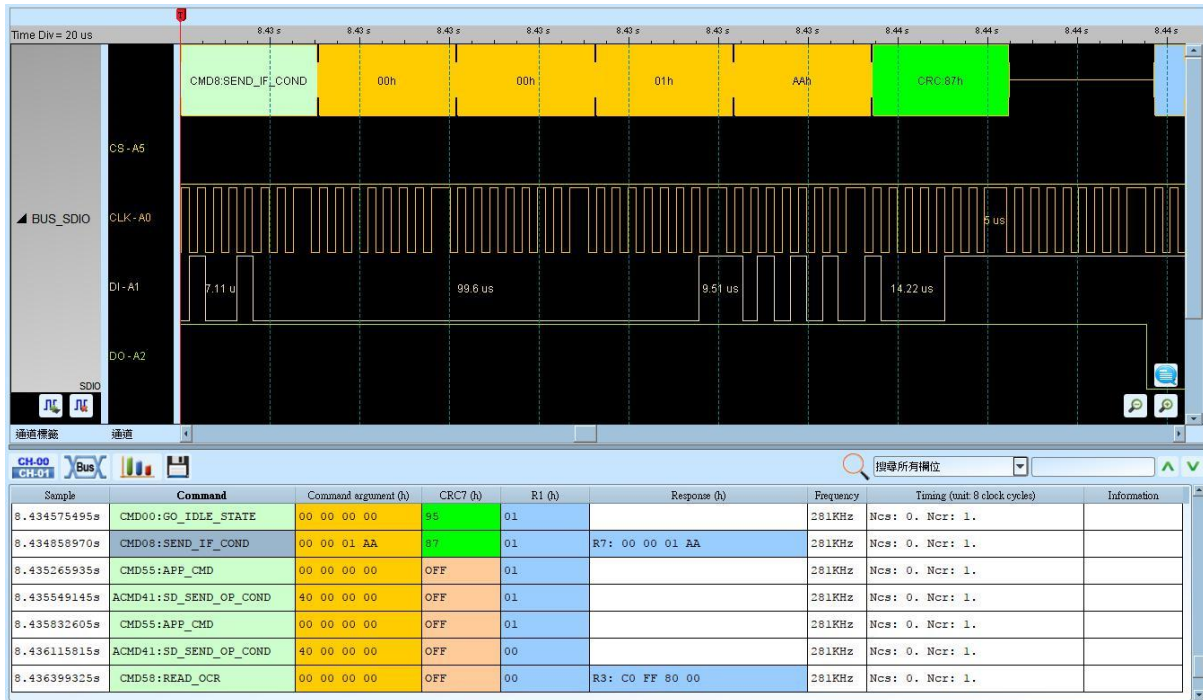 T
Time Div = 20 us 8.43 s 8.43 s 8.43 s 8.43 s 8.43 s 8.43 s 8.43 s 8.44 s 8.44 s 8.44 s 8.44 s
CMD8:SEND_IF_COND 00h 00h 01h AAh CRC:87h
CS - A5
BUS_SDIO CLK - A0 5 us
DI - A1 7.11 u 99.6 us 9.51 us 14.22 us
DO - A2
SDIO
通道標籤 通道
CH-00
CH-01 Bus 搜尋所有欄位
Sample Command Command argument (h) CRC7 (h) R1 (h) Response (h) Frequency Timing (unit: 8 clock cycles) Information
8.434575495s CMD00:GO_IDLE_STATE 00 00 00 00 95 01 281KHz Ncs: 0. Ncr: 1.
8.434858970s CMD08:SEND_IF_COND 00 00 01 AA 87 01 R7: 00 00 01 AA 281KHz Ncs: 0. Ncr: 1.
8.435265935s CMD55:APP_CMD 00 00 00 00 OFF 01 281KHz Ncs: 0. Ncr: 1.
8.435549145s ACMD41:SD_SEND_OP_COND 40 00 00 00 OFF 01 281KHz Ncs: 0. Ncr: 1.
8.435832605s CMD55:APP_CMD 00 00 00 00 OFF 01 281KHz Ncs: 0. Ncr: 1.
8.436115815s ACMD41:SD_SEND_OP_COND 40 00 00 00 OFF 00 281KHz Ncs: 0. Ncr: 1.
8.436399325s CMD58:READ_OCR 00 00 00 00 OFF 00 R3: C0 FF 80 00 281KHz Ncs: 0. Ncr: 1.